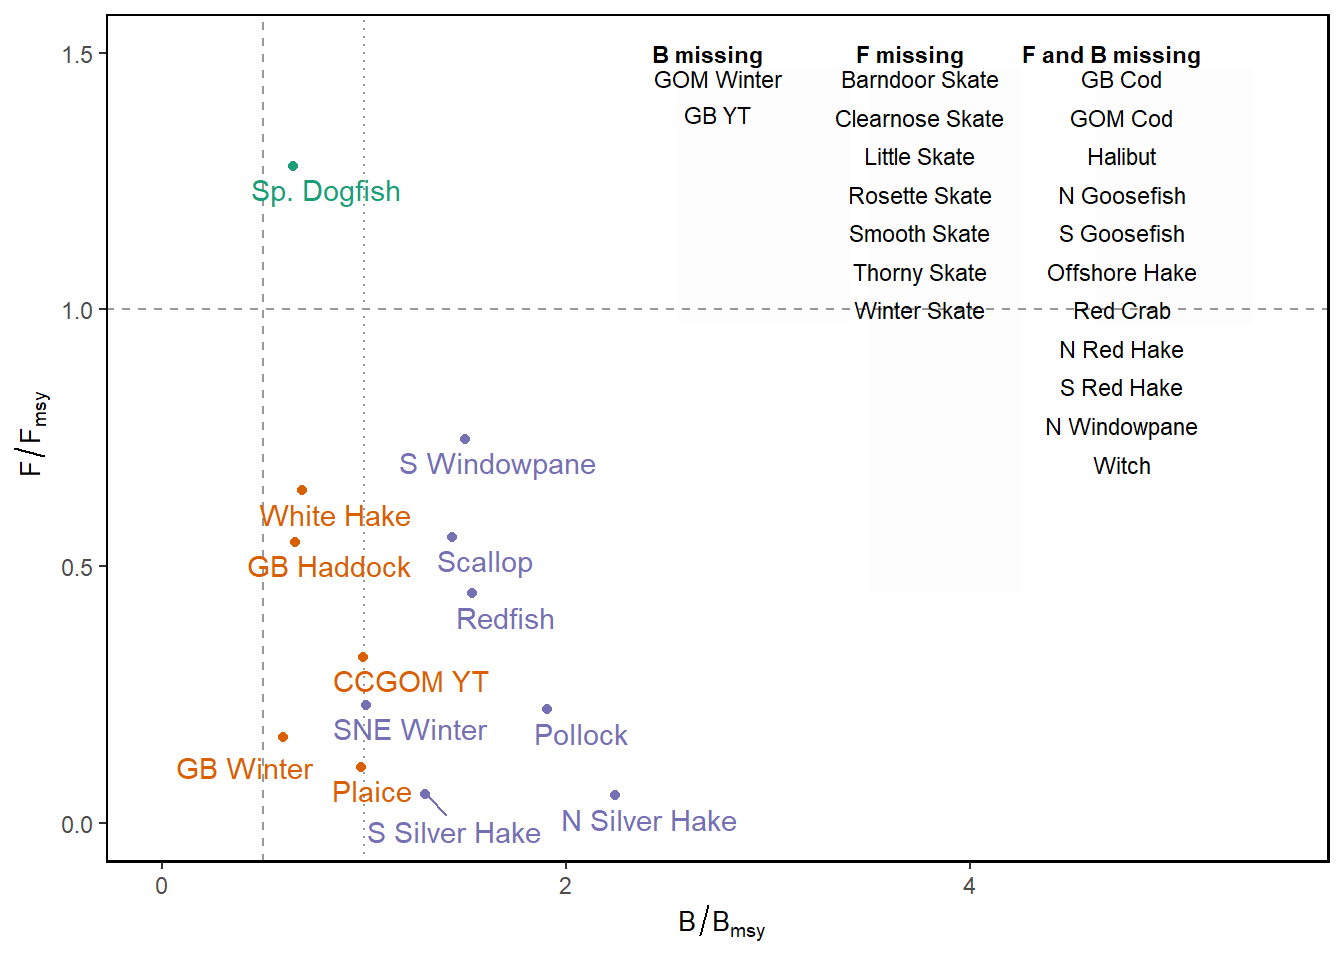 B missing F missing F and B missing
GOM Winter Barndoor Skate GB Cod
GB YT Clearnose Skate GOM Cod
Little Skate Halibut
Rosette Skate N Goosefish
Smooth Skate S Goosefish
Thorny Skate Offshore Hake
Winter Skate Red Crab
N Red Hake
S Red Hake
N Windowpane
Witch
Sp. Dogfish
S Windowpane
White Hake
Scallop
GB Haddock
Redfish
CCGOM YT
SNE Winter
Pollock
GB Winter
Plaice
S Silver Hake
N Silver Hake
1.5
1.0
0.5
0.0
F/Fmsy
0 2 4
B/Bmsy